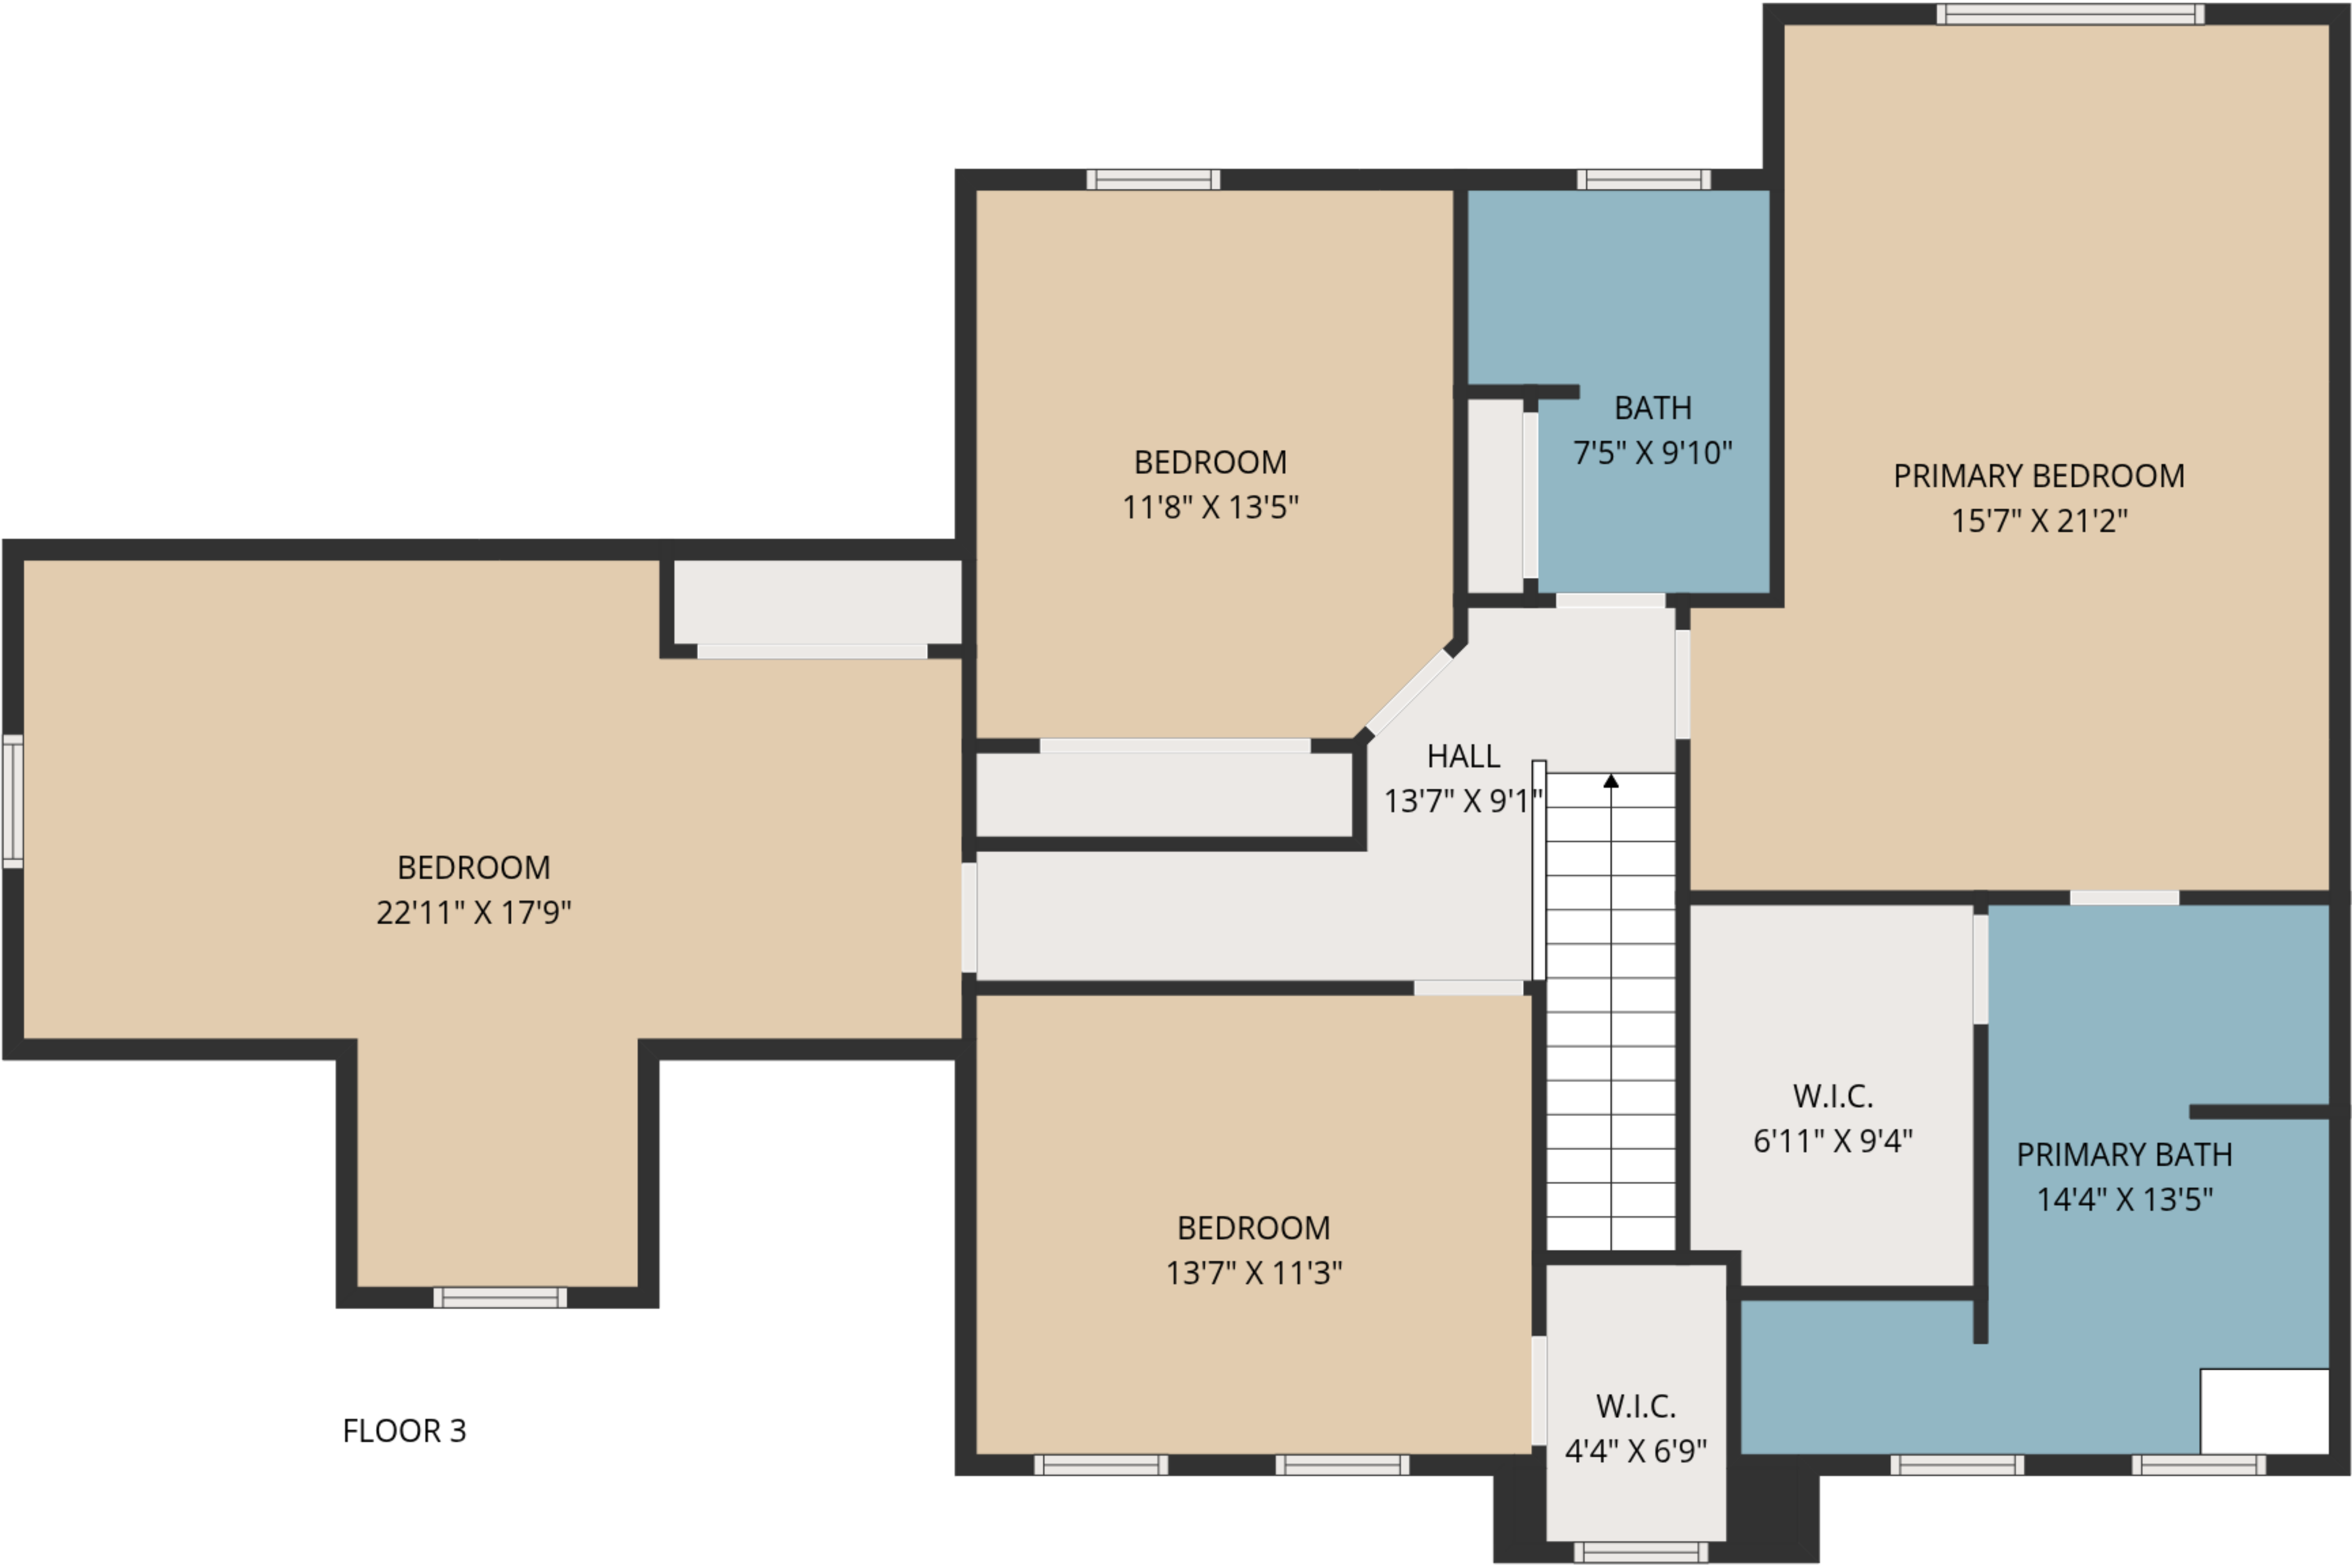 BATH
7'5" X 9'10"
BEDROOM
11'8" X 13'5"
PRIMARY BEDROOM
15'7" X 21'2"
HALL
13'7" X 9'1"
BEDROOM
22'11" X 17'9"
W.I.C.
6'11" X 9'4"
PRIMARY BATH
14'4" X 13'5"
BEDROOM
13'7" X 11'3"
W.I.C.
4'4" X 6'9"
FLOOR 3